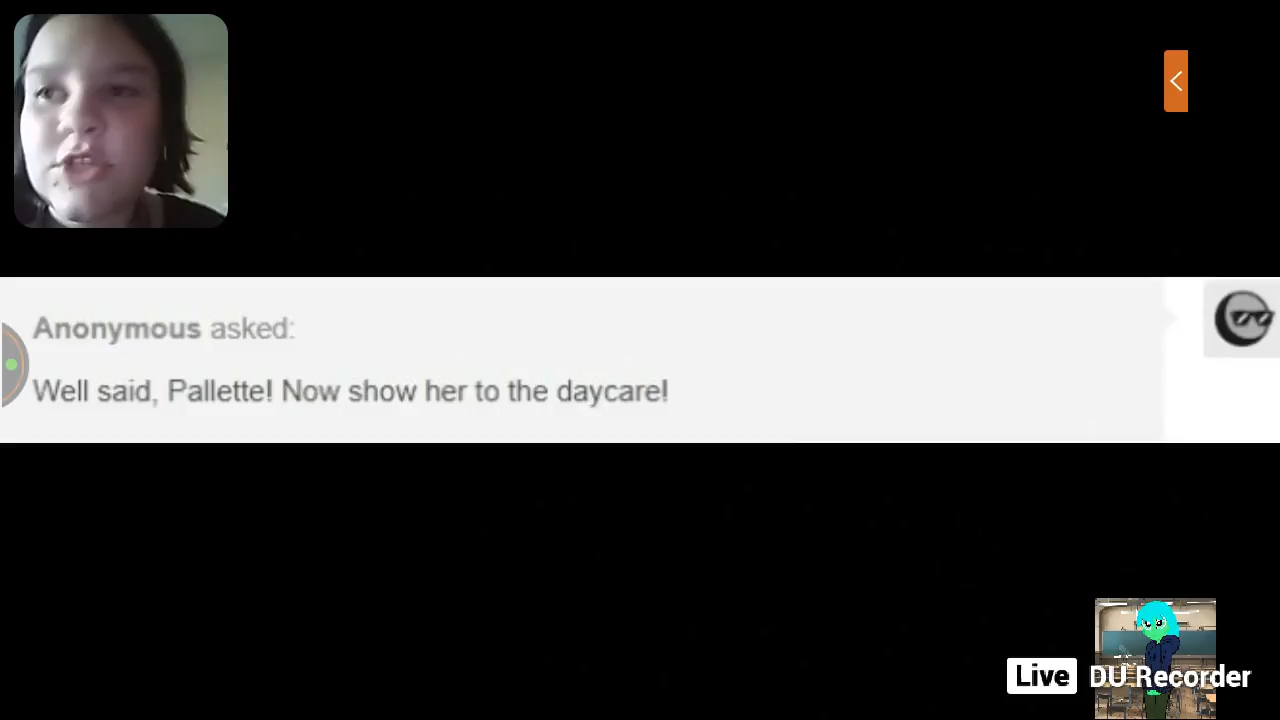 Anonymous asked:
Well said, Pallette! Now show her to the daycare!
Live DU Recorder